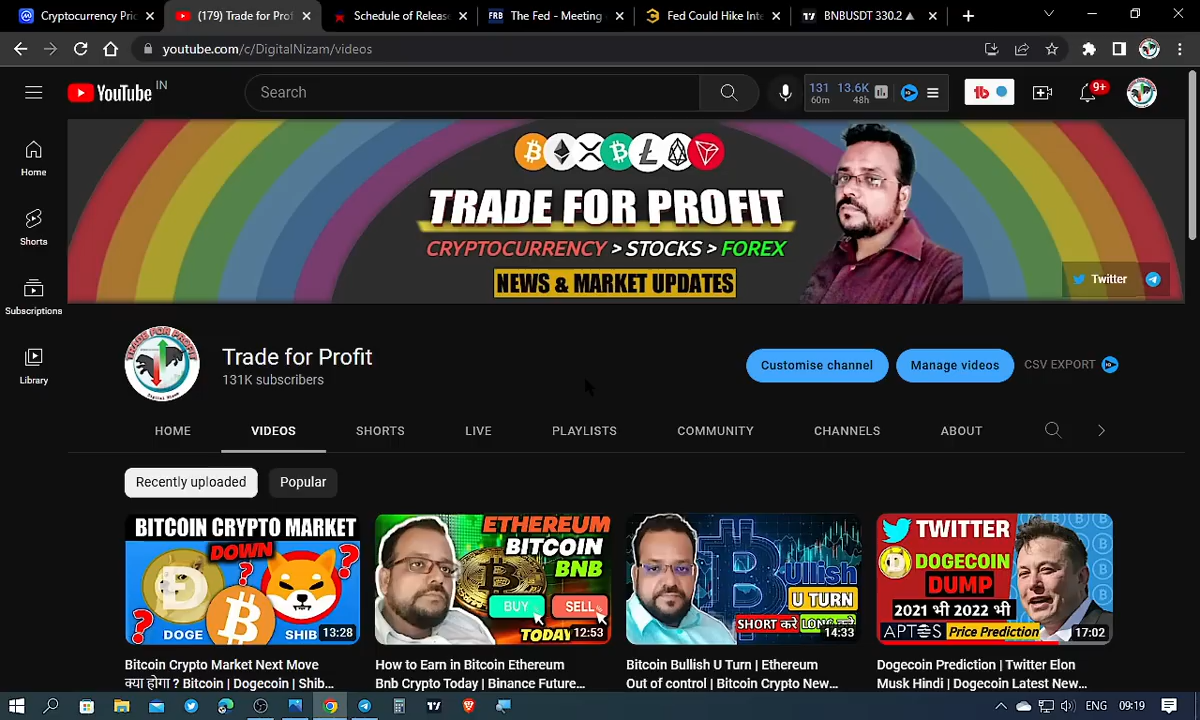 Cryptocurrency Pric
(179) Trade for Prof
Schedule of Release
The Fed - Meeting
Fed Could Hike Inte
BNBUSDT 330.2
youtube.com/c/DigitalNizam/videos
YouTube IN
Search
131 13.6K
60m 48h
9+
Home
Shorts
Subscriptions
Library
TRADE FOR PROFIT
CRYPTOCURRENCY > STOCKS > FOREX
NEWS & MARKET UPDATES
Twitter
TRADE FOR PROFIT
Digital Nizam
Trade for Profit
131K subscribers
Customise channel
Manage videos
CSV EXPORT
HOME
VIDEOS
SHORTS
LIVE
PLAYLISTS
COMMUNITY
CHANNELS
ABOUT
Recently uploaded
Popular
BITCOIN CRYPTO MARKET
DOWN
? ? ?
DOGE
SHIB
13:28
ETHEREUM
BITCOIN
BNB
BUY
SELL
TODAY
12:53
Ullish
U TURN
SHORT करे
14:33
TWITTER
DOGECOIN
DUMP
2021 भी 2022 भी
APTOS Price Prediction
17:02
Bitcoin Crypto Market Next Move
क्या होगा ? Bitcoin | Dogecoin | Shib...
How to Earn in Bitcoin Ethereum
Bnb Crypto Today | Binance Future...
Bitcoin Bullish U Turn | Ethereum
Out of control | Bitcoin Crypto New...
Dogecoin Prediction | Twitter Elon
Musk Hindi | Dogecoin Latest New...
ENG
09:19